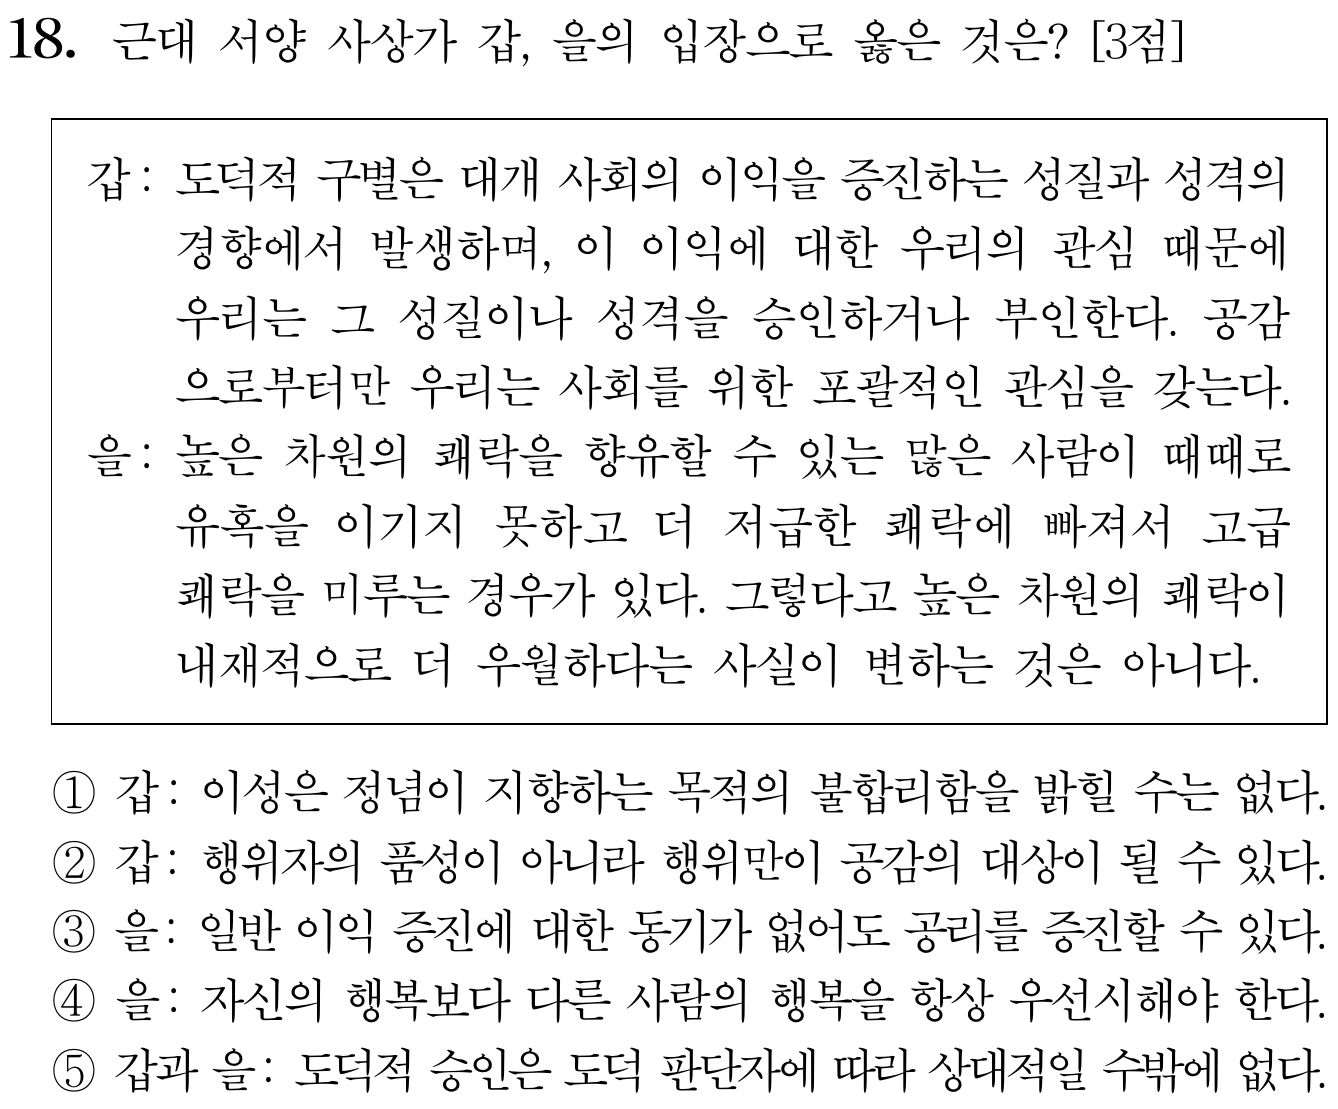 18. 근대 서양 사상가 갑, 을의 입장으로 옳은 것은? [3점]
갑: 도덕적 구별은 대개 사회의 이익을 증진하는 성질과 성격의
경향에서 발생하며, 이 이익에 대한 우리의 관심 때문에
우리는 그 성질이나 성격을 승인하거나 부인한다. 공감
으로부터만 우리는 사회를 위한 포괄적인 관심을 갖는다.
을: 높은 차원의 쾌락을 향유할 수 있는 많은 사람이 때때로
유혹을 이기지 못하고 더 저급한 쾌락에 빠져서 고급
쾌락을 미루는 경우가 있다. 그렇다고 높은 차원의 쾌락이
내재적으로 더 우월하다는 사실이 변하는 것은 아니다.
① 갑: 이성은 정념이 지향하는 목적의 불합리함을 밝힐 수는 없다.
② 갑: 행위자의 품성이 아니라 행위만이 공감의 대상이 될 수 있다.
③ 을: 일반 이익 증진에 대한 동기가 없어도 공리를 증진할 수 있다.
④ 을: 자신의 행복보다 다른 사람의 행복을 항상 우선시해야 한다.
⑤ 갑과 을: 도덕적 승인은 도덕 판단자에 따라 상대적일 수밖에 없다.